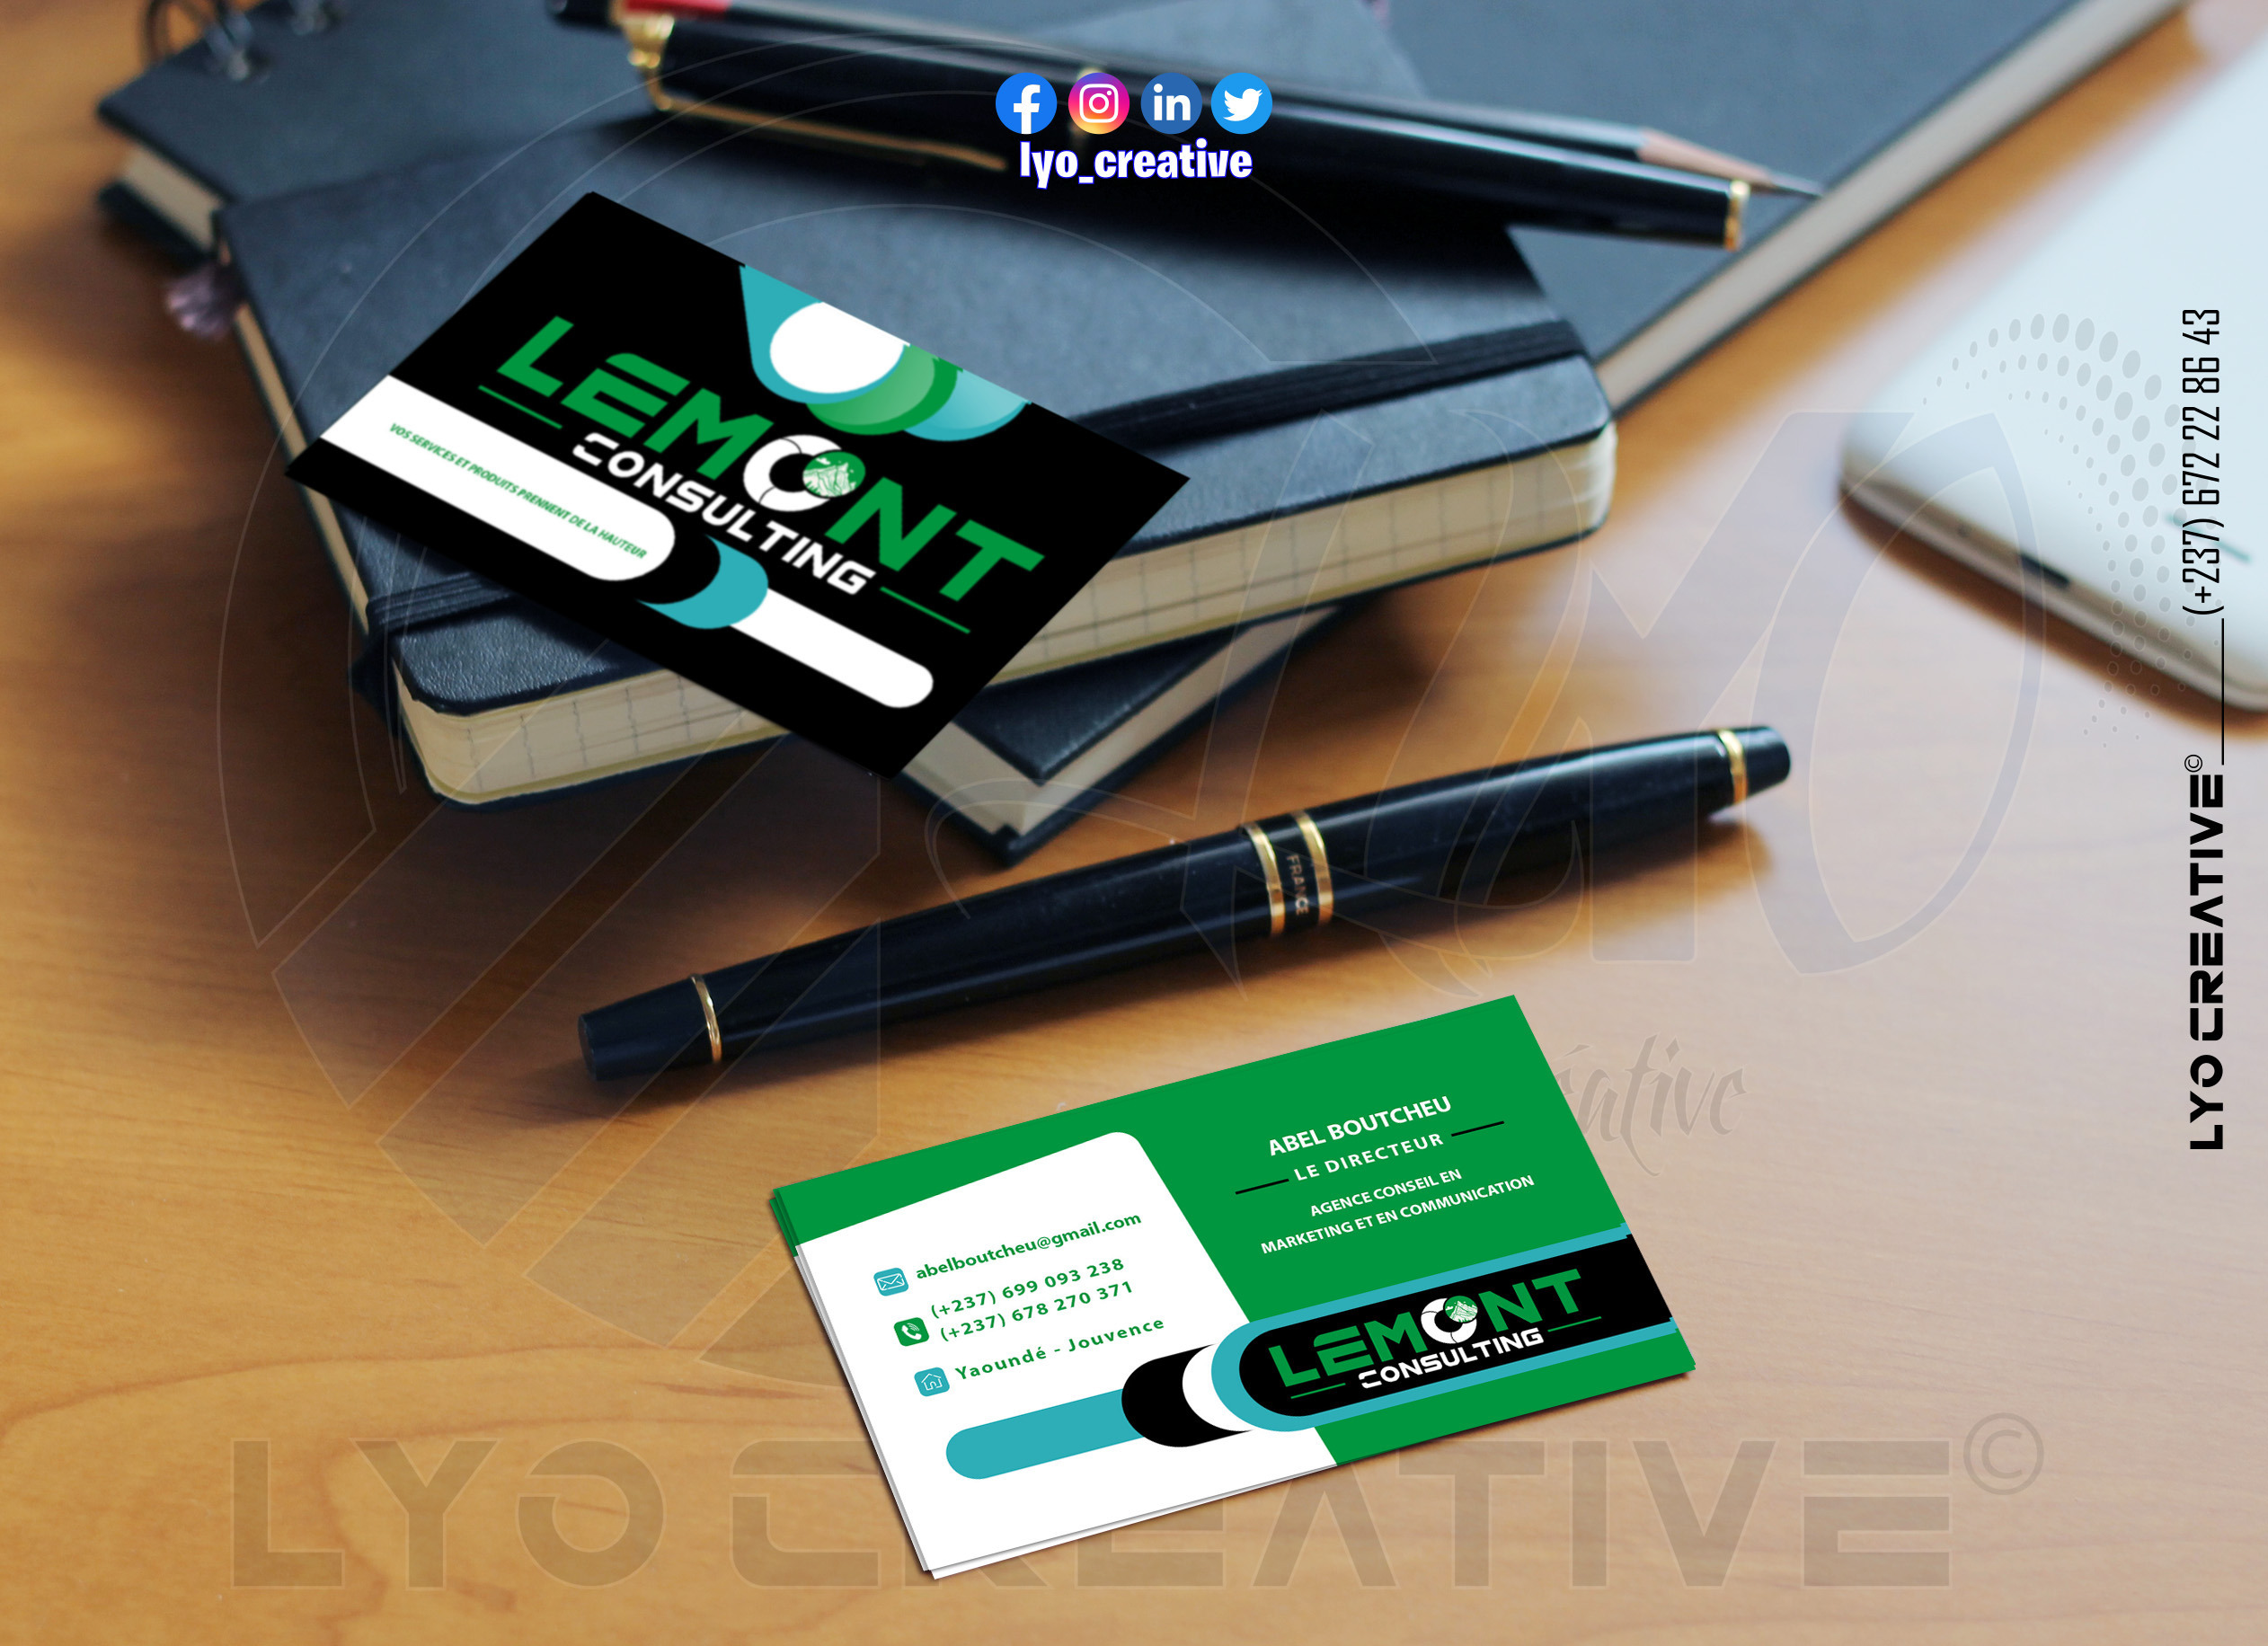 lyo_creative
LEMONT
CONSULTING
VOS SERVICES ET PRODUITS PRENNENT DE LA HAUTEUR
FRANCE
(+237) 672 22 86 43
LYO CREATIVE©
ABEL BOUTCHEU
LE DIRECTEUR
AGENCE CONSEIL EN
MARKETING ET EN COMMUNICATION
abelboutcheu@gmail.com
(+237) 699 093 238
(+237) 678 270 371
Yaoundé - Jouvence
LEMONT
CONSULTING
LYO
éative
LYO CREATIVE©